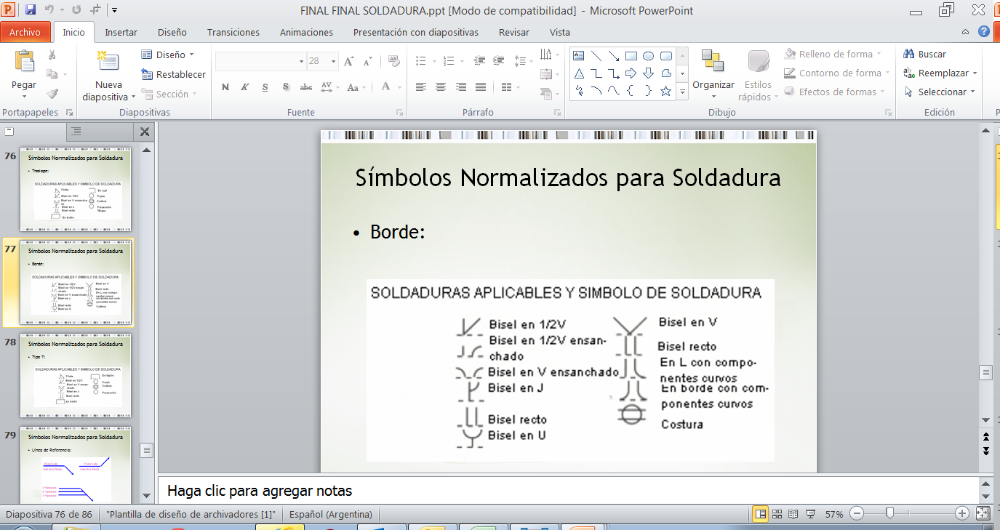 FINAL FINAL SOLDADURA.ppt [Modo de compatibilidad] - Microsoft PowerPoint
Archivo Inicio Insertar Diseño Transiciones Animaciones Presentación con diapositivas Revisar Vista
Pegar
Portapapeles
Nueva diapositiva
Diseño
Restablecer
Sección
Diapositivas
28
N K S S abc AV Aa A
Fuente
Párrafo
Organizar
Estilos rápidos
Relleno de forma
Contorno de forma
Efectos de formas
Dibujo
Buscar
Reemplazar
Seleccionar
Edición
76
Símbolos Normalizados para Soldadura
Traslape:
SOLDADURAS APLICABLES Y SIMBOLO DE SOLDADURA
77
Símbolos Normalizados para Soldadura
Borde:
SOLDADURAS APLICABLES Y SIMBOLO DE SOLDADURA
78
Símbolos Normalizados para Soldadura
Tipo T:
SOLDADURAS APLICABLES Y SIMBOLO DE SOLDADURA
79
Símbolos Normalizados para Soldadura
Línea de Referencia:
Símbolos Normalizados para Soldadura
• Borde:
SOLDADURAS APLICABLES Y SIMBOLO DE SOLDADURA
Bisel en 1/2V
Bisel en 1/2V ensan-
chado
Bisel en V ensanchado
Bisel en J
Bisel recto
Bisel en U
Bisel en V
Bisel recto
En L con compo-
nentes curvos
En borde con com-
ponentes curvos
Costura
Haga clic para agregar notas
Diapositiva 76 de 86 "Plantilla de diseño de archivadores [1]" Español (Argentina) 57%